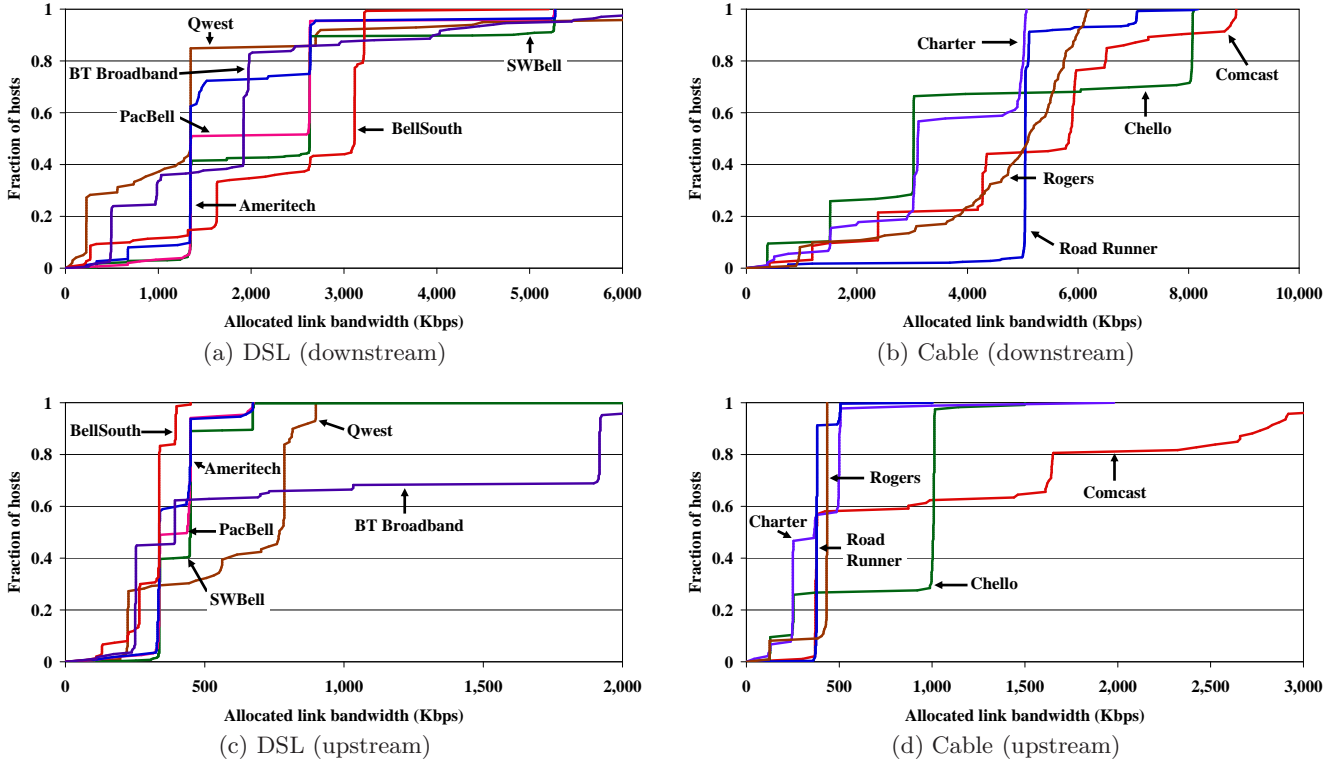 Fraction of hosts
1
0.8
0.6
0.4
0.2
0
Qwest
BT Broadband
PacBell
Ameritech
SWBell
BellSouth
0 1,000 2,000 3,000 4,000 5,000 6,000
Allocated link bandwidth (Kbps)
(a) DSL (downstream)
Fraction of hosts
1
0.8
0.6
0.4
0.2
0
Charter
Comcast
Chello
Rogers
Road Runner
0 2,000 4,000 6,000 8,000 10,000
Allocated link bandwidth (Kbps)
(b) Cable (downstream)
Fraction of hosts
1
0.8
0.6
0.4
0.2
0
BellSouth
Qwest
Ameritech
BT Broadband
PacBell
SWBell
0 500 1,000 1,500 2,000
Allocated link bandwidth (Kbps)
(c) DSL (upstream)
Fraction of hosts
1
0.8
0.6
0.4
0.2
0
Rogers
Comcast
Charter
Road
Runner
Chello
0 500 1,000 1,500 2,000 2,500 3,000
Allocated link bandwidth (Kbps)
(d) Cable (upstream)